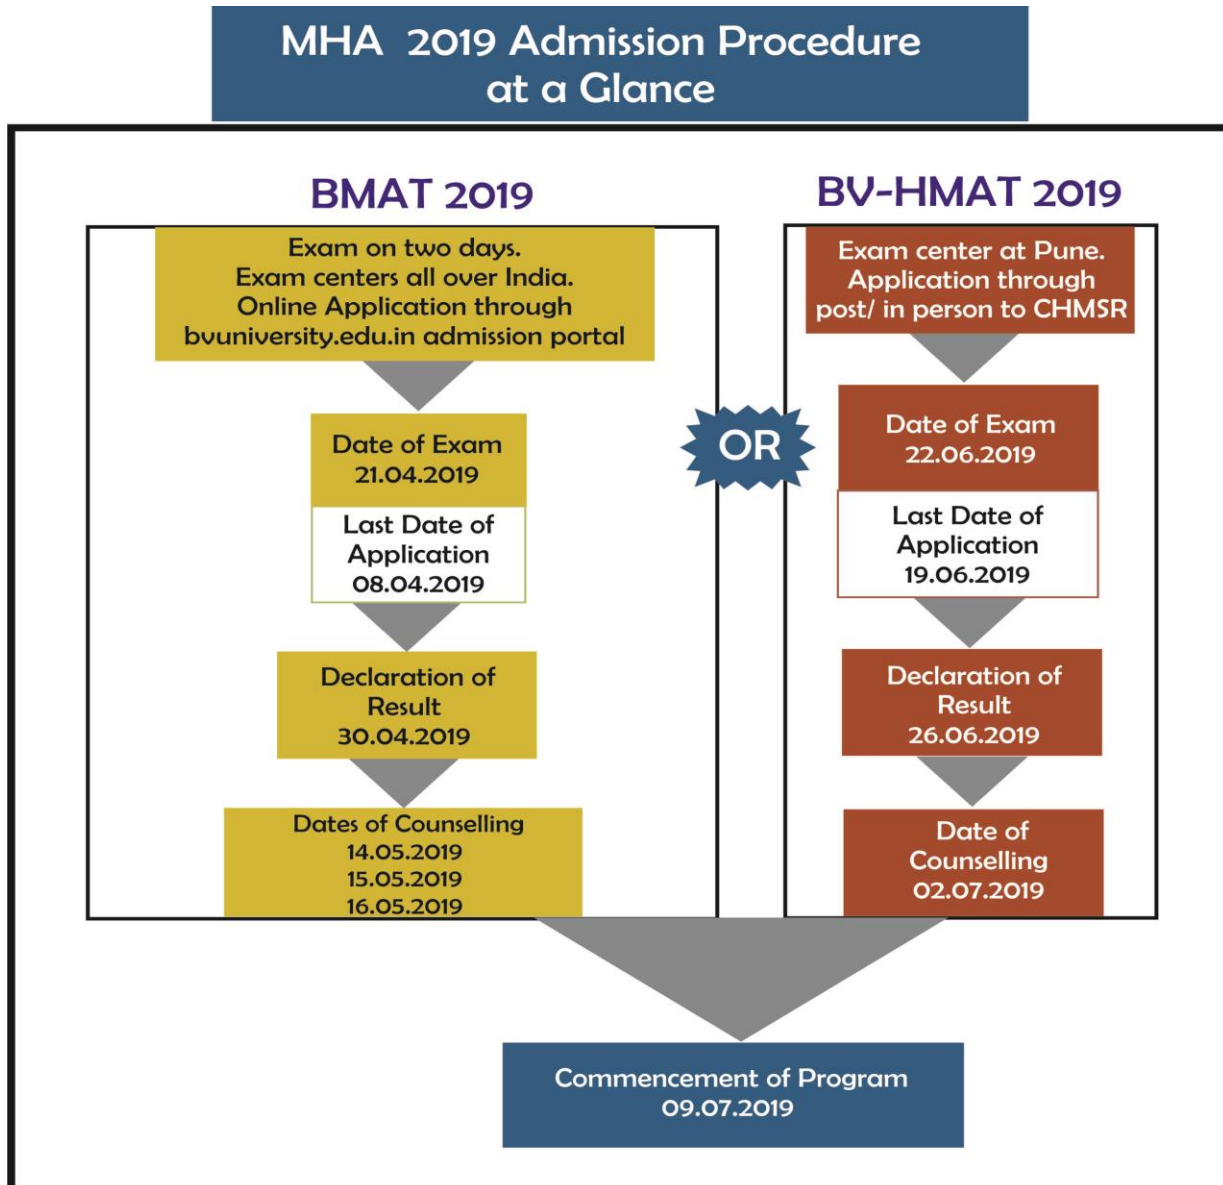 MHA 2019 Admission Procedure
at a Glance
BMAT 2019
Exam on two days.
Exam centers all over India.
Online Application through
bvuniversity.edu.in admission portal
Date of Exam
21.04.2019
Last Date of
Application
08.04.2019
Declaration of
Result
30.04.2019
Dates of Counselling
14.05.2019
15.05.2019
16.05.2019
OR
BV-HMAT 2019
Exam center at Pune.
Application through
post/ in person to CHMSR
Date of Exam
22.06.2019
Last Date of
Application
19.06.2019
Declaration of
Result
26.06.2019
Date of
Counselling
02.07.2019
Commencement of Program
09.07.2019